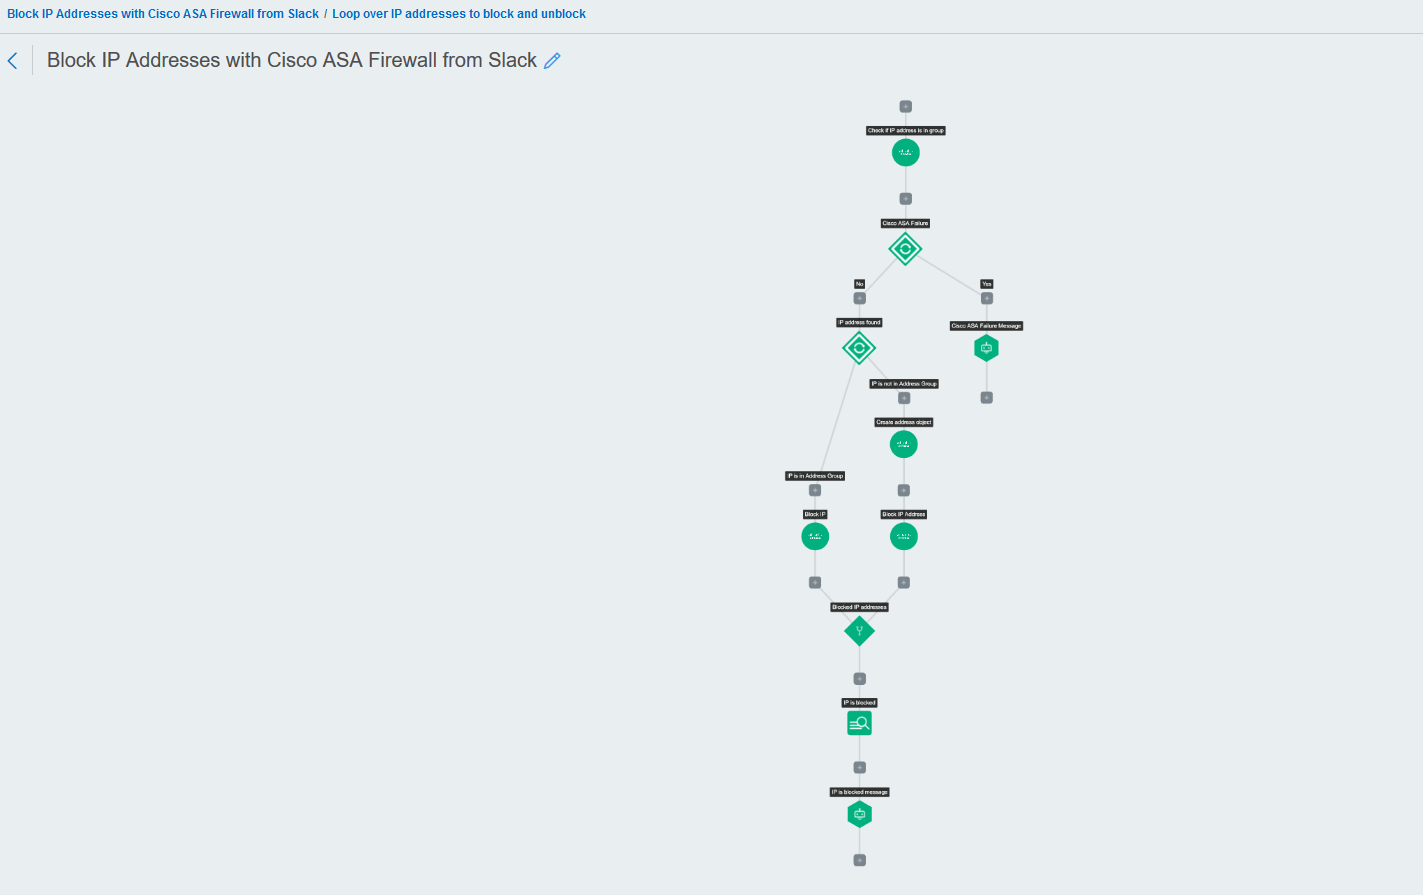 Block IP Addresses with Cisco ASA Firewall from Slack / Loop over IP addresses to block and unblock
Block IP Addresses with Cisco ASA Firewall from Slack
Check if IP address is in group
Cisco ASA Failure
No
Yes
IP address found
Cisco ASA Failure Message
IP is not in Address Group
Create address object
IP is in Address Group
Block IP
Block IP Address
Blocked IP addresses
IP is blocked
IP is blocked message